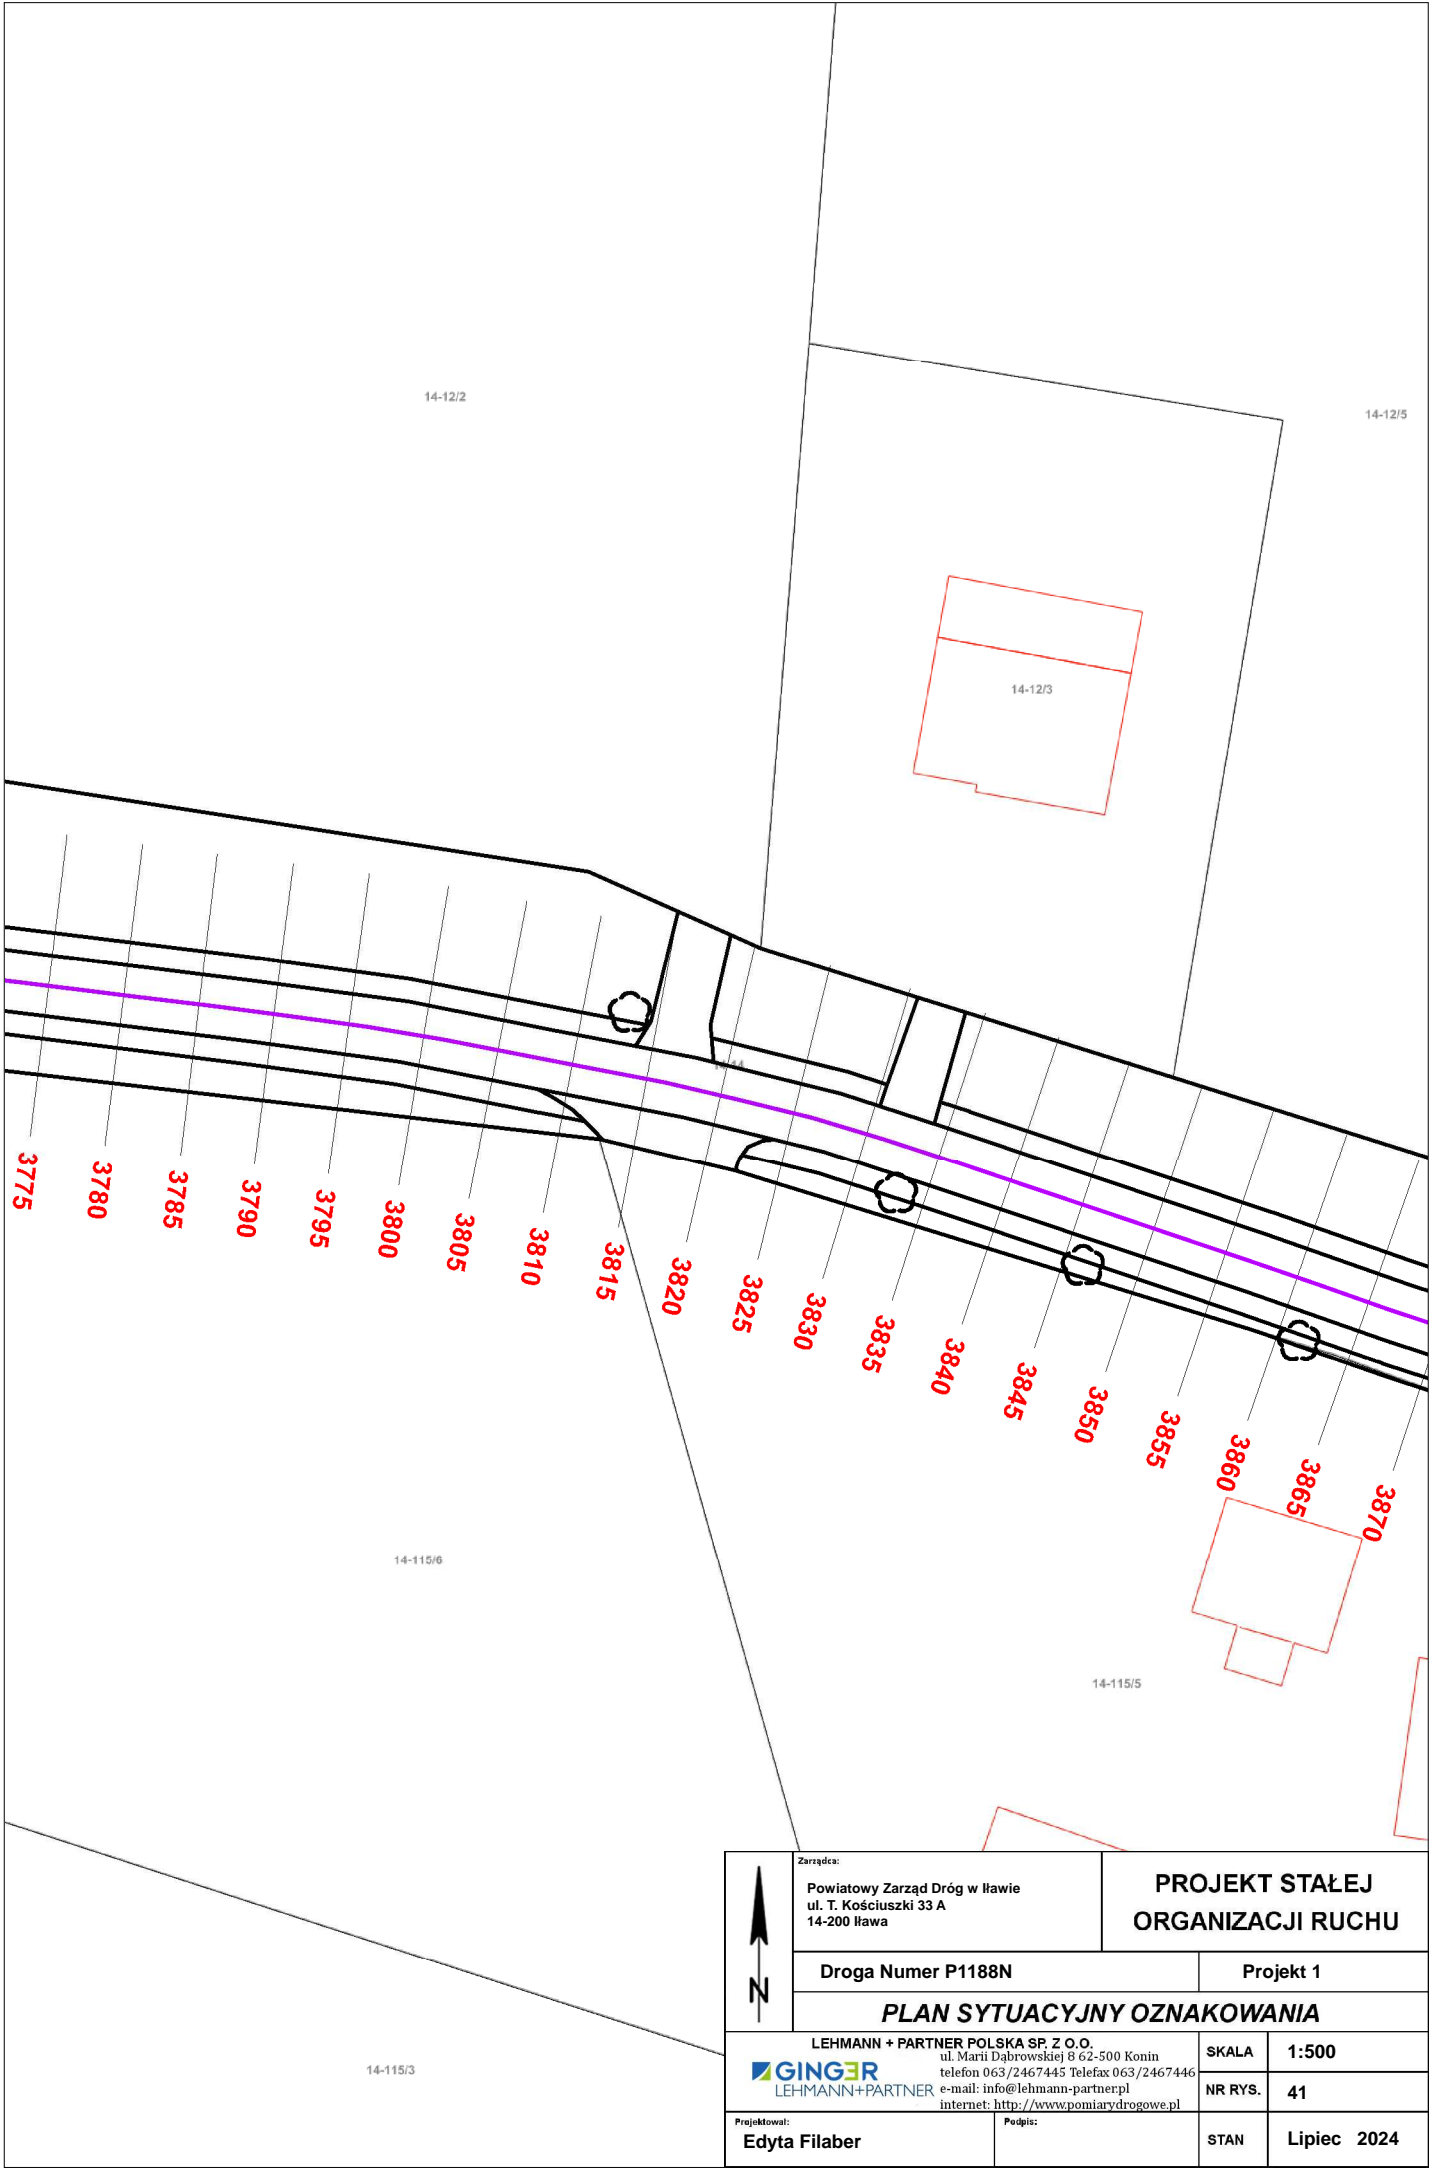 14-12/2
14-12/5
14-12/3
14-14
3775
3780
3785
3790
3795
3800
3805
3810
3815
3820
3825
3830
3835
3840
3845
3850
3855
3860
3865
3870
14-115/6
14-115/5
14-115/3
Zarządca:
Powiatowy Zarząd Dróg w Iławie
ul. T. Kościuszki 33 A
14-200 Iława
PROJEKT STAŁEJ
ORGANIZACJI RUCHU
N
Droga Numer P1188N
Projekt 1
PLAN SYTUACYJNY OZNAKOWANIA
LEHMANN + PARTNER POLSKA SP. Z O.O.
GINGER
LEHMANN+PARTNER
ul. Marii Dąbrowskiej 8 62-500 Konin
telefon 063/2467445 Telefax 063/2467446
e-mail: info@lehmann-partner.pl
internet: http://www.pomiarydrogowe.pl
SKALA 1:500
NR RYS. 41
Projektował:
Edyta Filaber
Podpis:
STAN Lipiec 2024